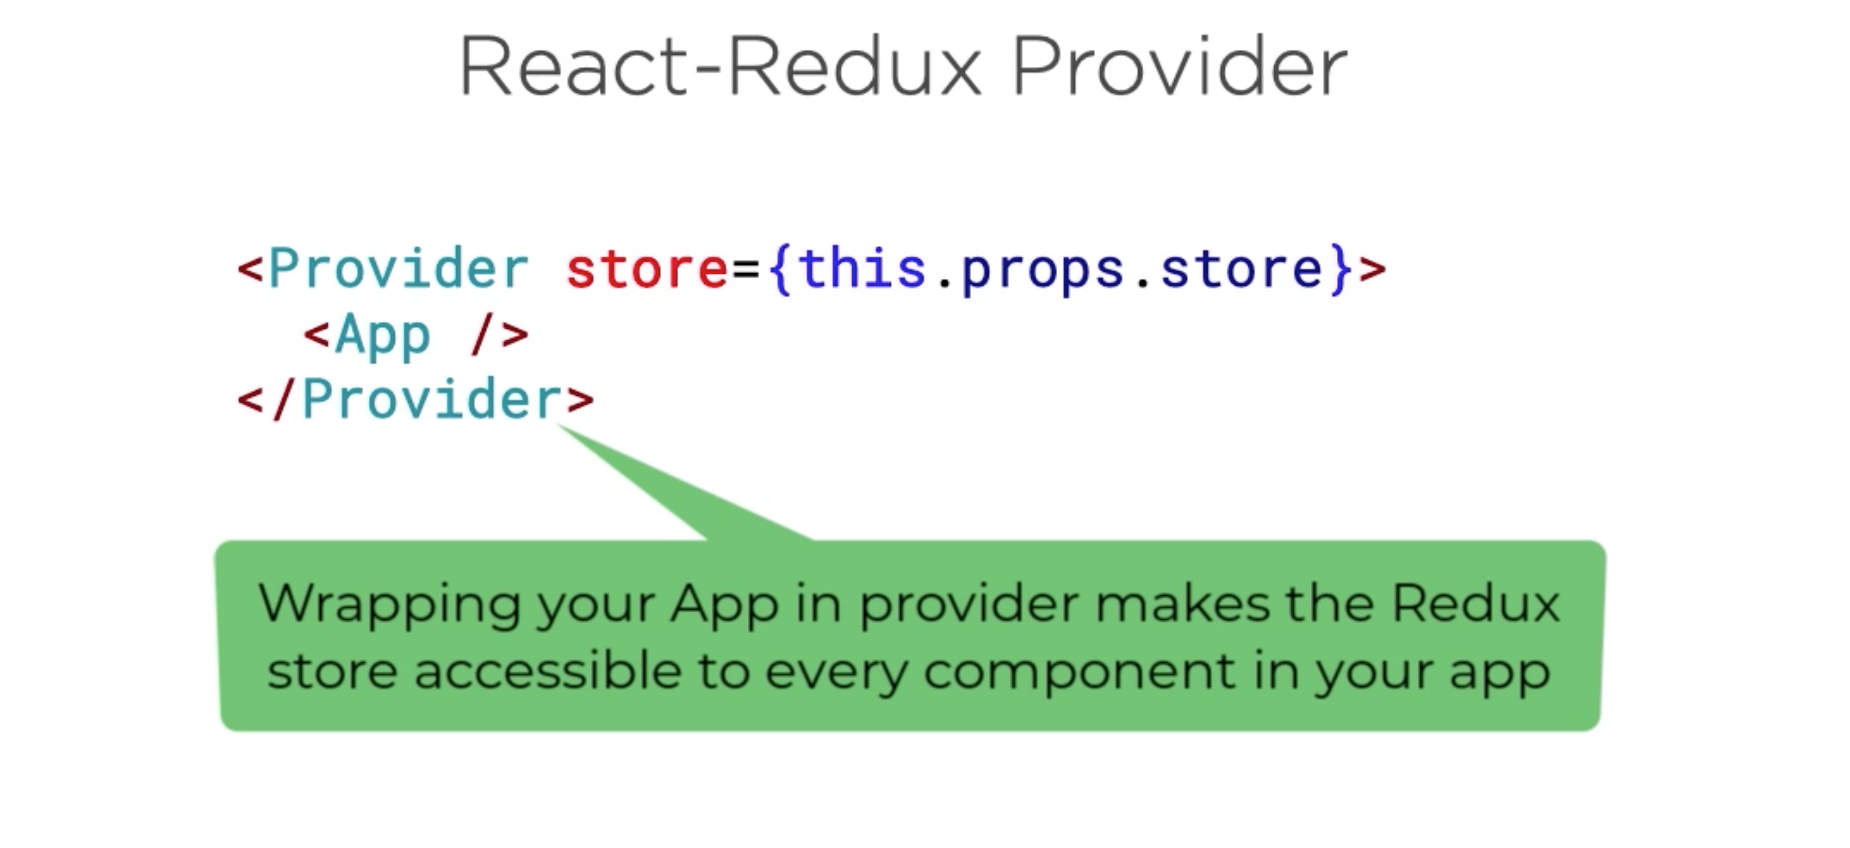 React-Redux Provider
<Provider store={this.props.store}>
  <App />
</Provider>
Wrapping your App in provider makes the Redux
store accessible to every component in your app